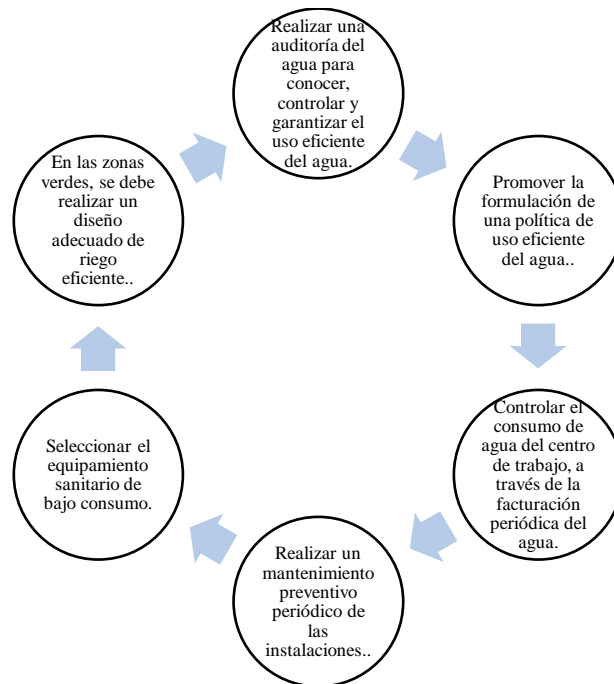 Realizar una
auditoría del
agua para
conocer,
controlar y
garantizar el
uso eficiente
del agua.
Promover la
formulación de
una política de
uso eficiente
del agua..
Controlar el
consumo de
agua del centro
de trabajo, a
través de la
facturación
periódica del
agua.
Realizar un
mantenimiento
preventivo
periódico de
las
instalaciones..
Seleccionar el
equipamiento
sanitario de
bajo consumo.
En las zonas
verdes, se debe
realizar un
diseño
adecuado de
riego
eficiente..